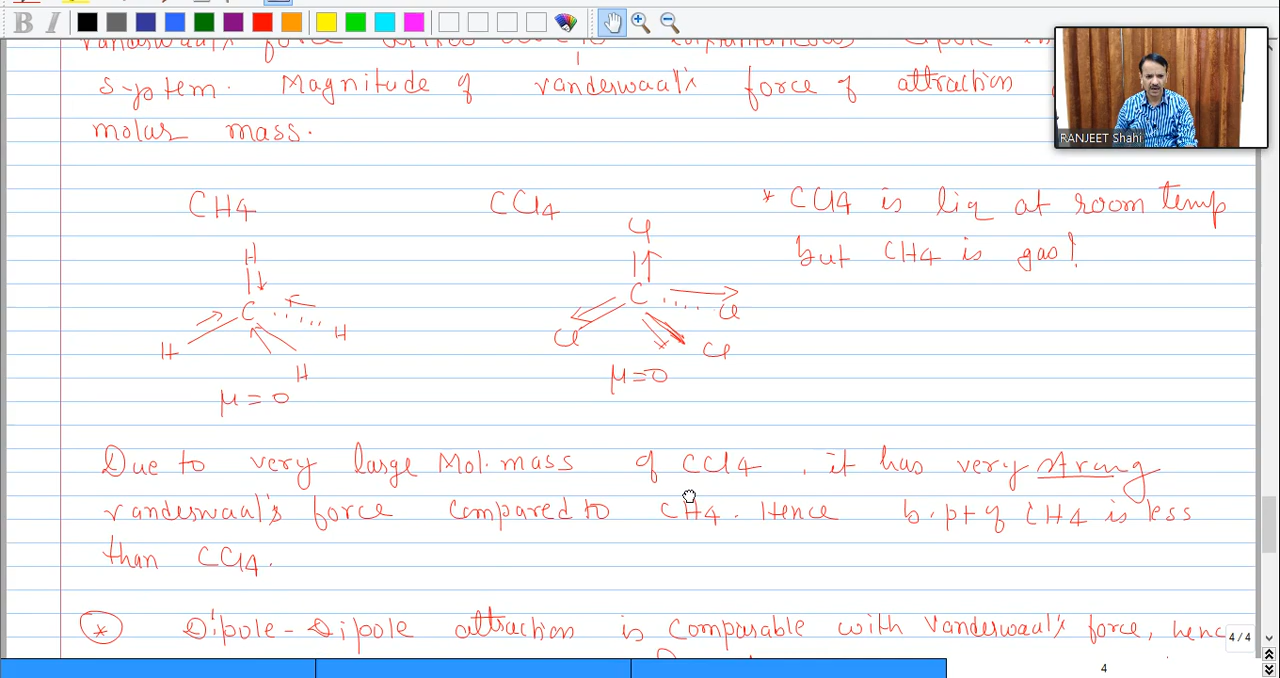 B I
system. Magnitude of vanderwaal's force of attraction
RANJEET Shahi
molar mass.
CH4 CCl4 * CCl4 is liq at room temp
but CH4 is gas!
H Cl
C C
H H Cl Cl
H Cl
μ=0 μ=0
Due to very large Mol. mass of CCl4, it has very strong
vanderwaal's force compared to CH4. Hence b.pt of CH4 is less
than CCl4.
* Dipole-Dipole attraction is comparable with vanderwaal's force, henc
4/4
4